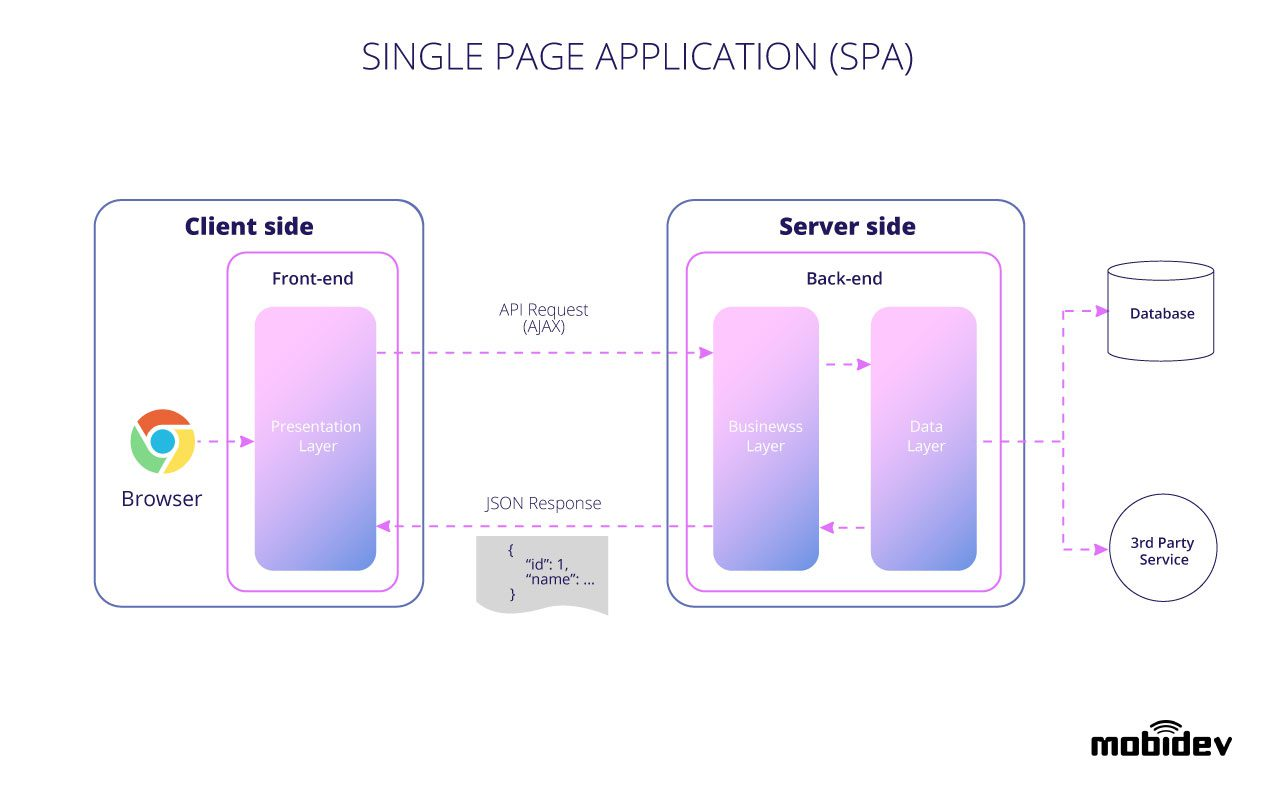 SINGLE PAGE APPLICATION (SPA)
Client side
Front-end
Presentation
Layer
Browser
API Request
(AJAX)
JSON Response
{
“id”: 1,
“name”: ...
}
Server side
Back-end
Businewss
Layer
Data
Layer
Database
3rd Party
Service
mobidev